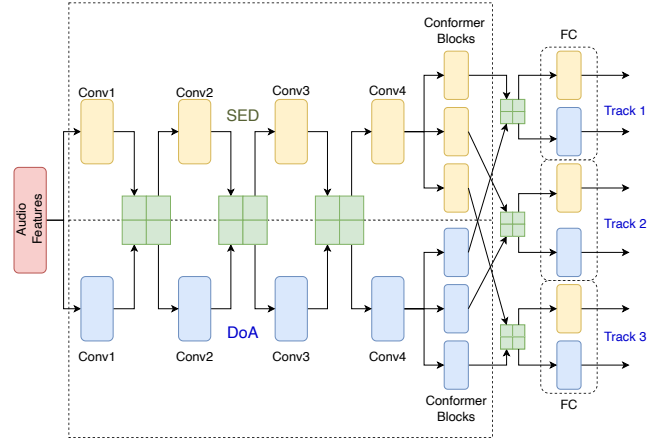 Conformer
Blocks
FC
Conv1
Conv2
SED
Conv3
Conv4
Track 1
Audio
Features
Track 2
DoA
Track 3
Conv1
Conv2
Conv3
Conv4
Conformer
Blocks
FC